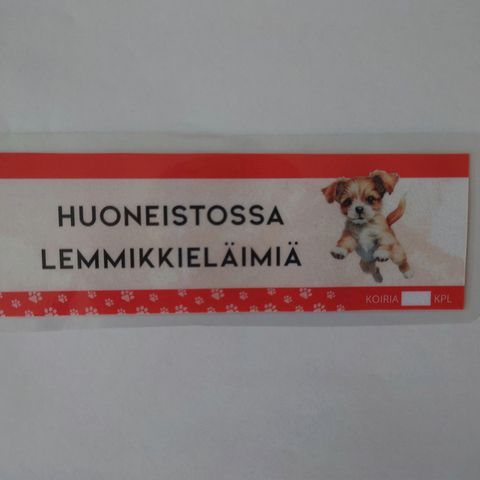 HUONEISTOSSA
LEMMIKKIELÄIMIÄ
KOIRIA KPL